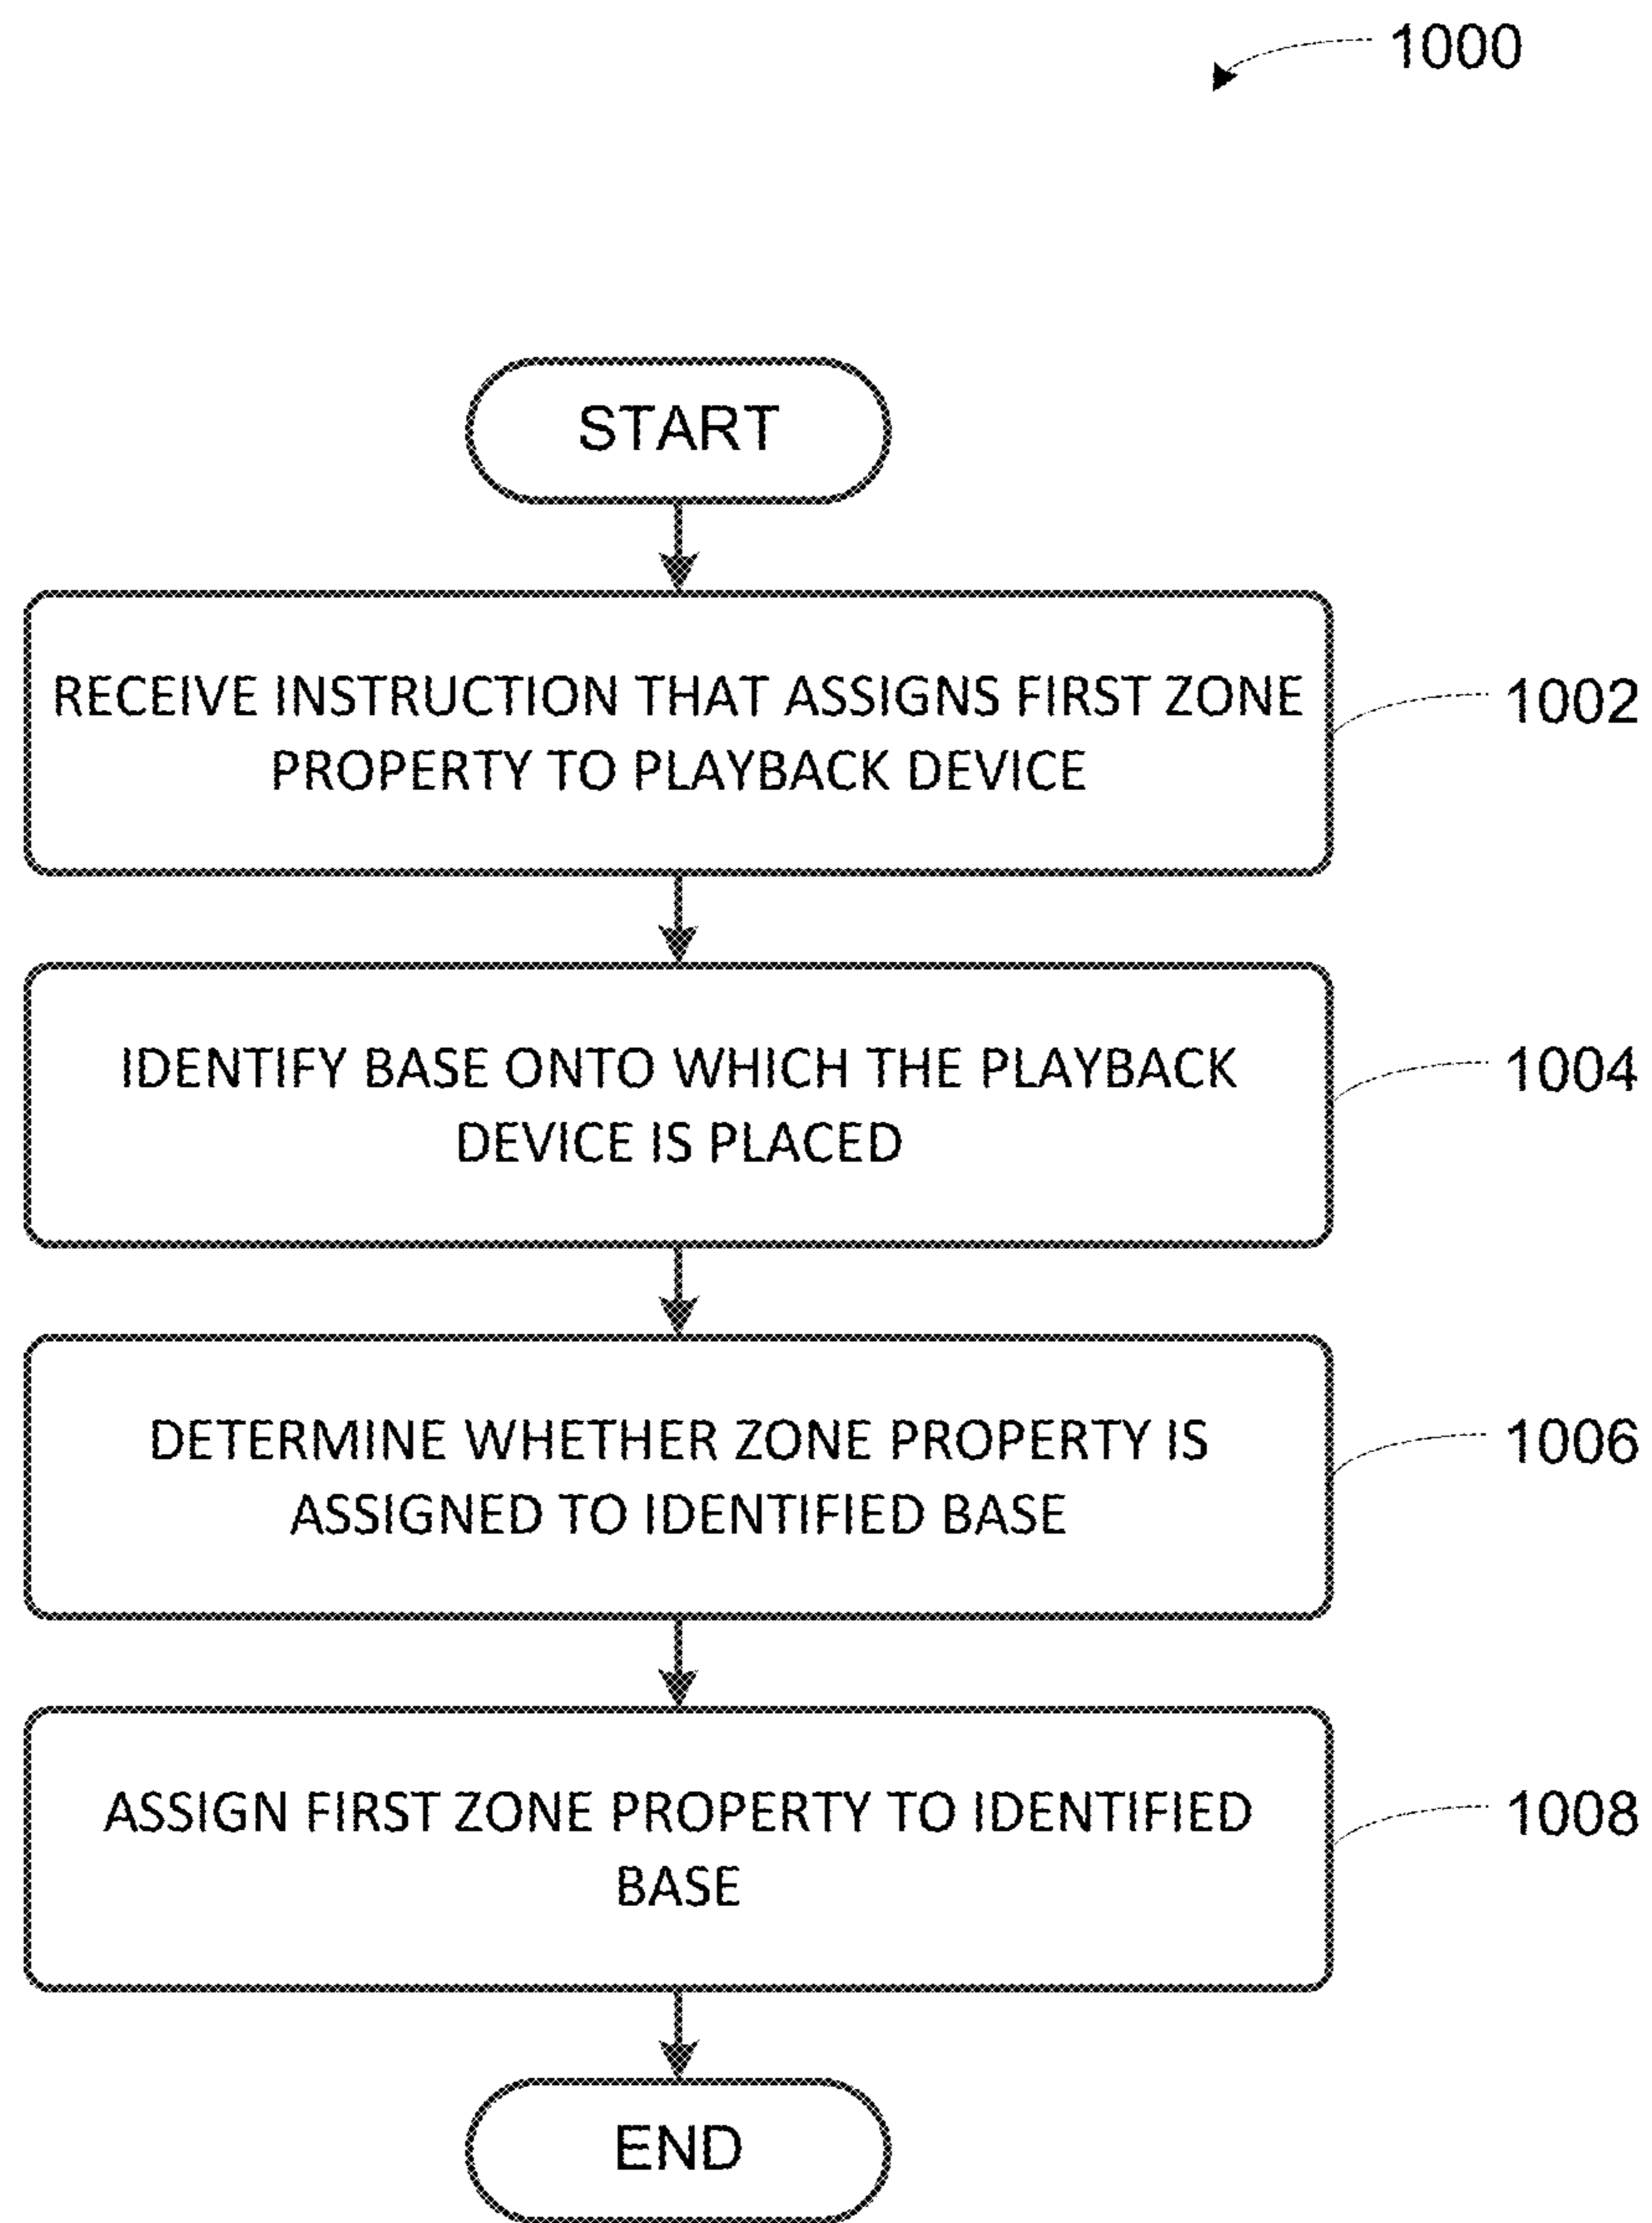 1000
START
RECEIVE INSTRUCTION THAT ASSIGNS FIRST ZONE
PROPERTY TO PLAYBACK DEVICE
1002
IDENTIFY BASE ONTO WHICH THE PLAYBACK
DEVICE IS PLACED
1004
DETERMINE WHETHER ZONE PROPERTY IS
ASSIGNED TO IDENTIFIED BASE
1006
ASSIGN FIRST ZONE PROPERTY TO IDENTIFIED
BASE
1008
END